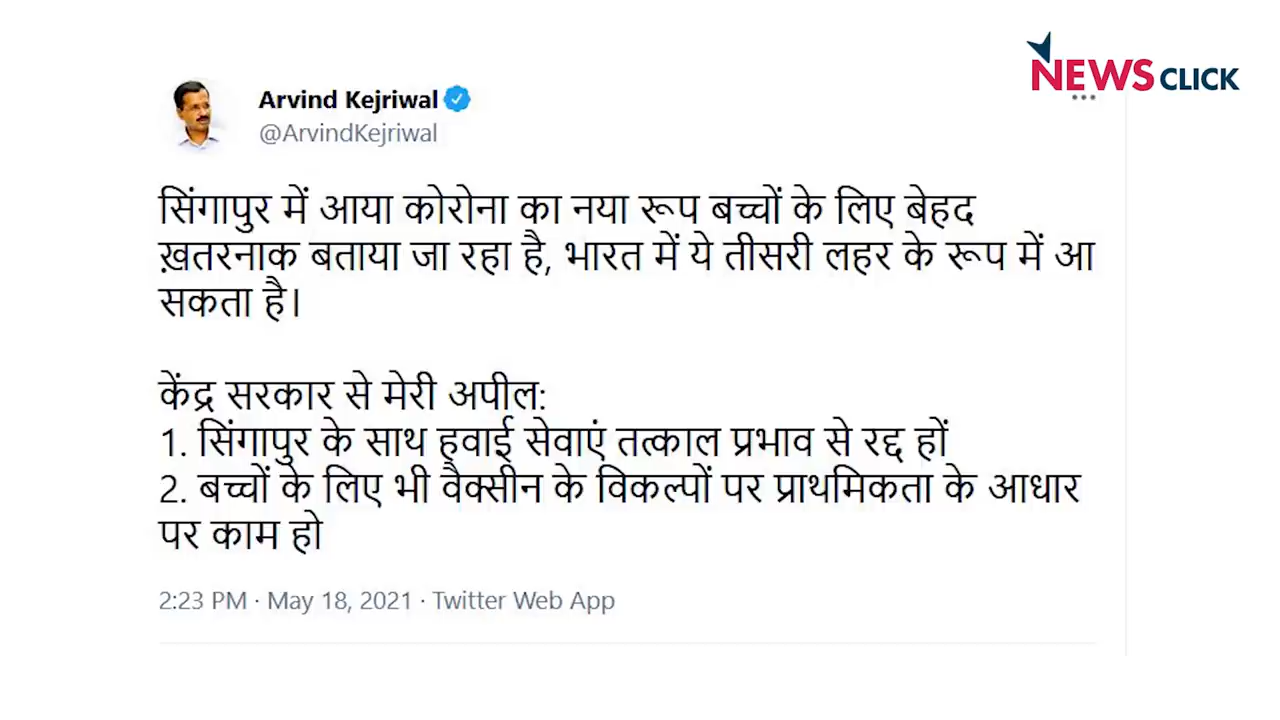 NEWS CLICK
Arvind Kejriwal
@ArvindKejriwal
सिंगापुर में आया कोरोना का नया रूप बच्चों के लिए बेहद
ख़तरनाक बताया जा रहा है, भारत में ये तीसरी लहर के रूप में आ
सकता है।
केंद्र सरकार से मेरी अपील:
1. सिंगापुर के साथ हवाई सेवाएं तत्काल प्रभाव से रद्द हों
2. बच्चों के लिए भी वैक्सीन के विकल्पों पर प्राथमिकता के आधार
पर काम हो
2:23 PM · May 18, 2021 · Twitter Web App